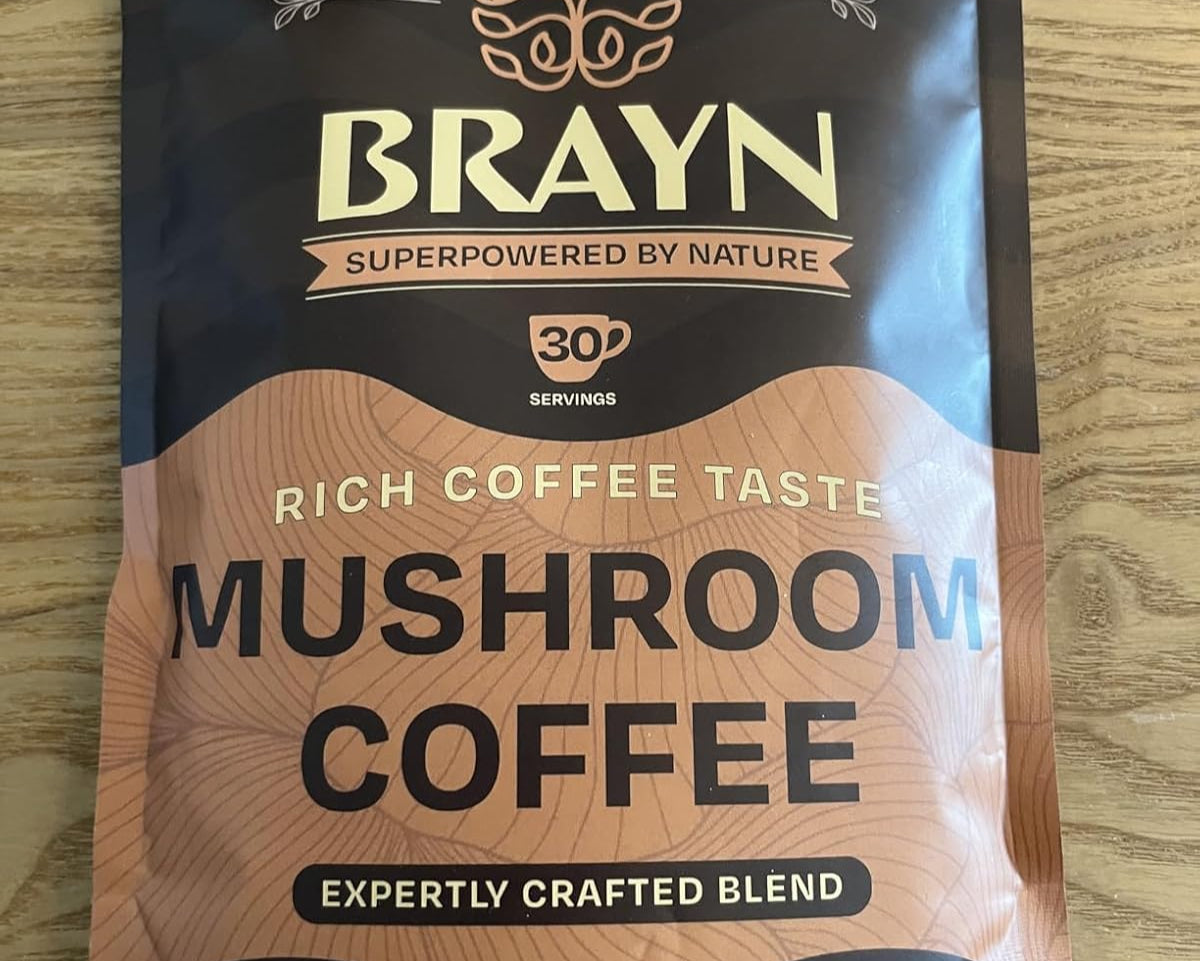 BRAYN
SUPERPOWERED BY NATURE
30
SERVINGS
RICH COFFEE TASTE
MUSHROOM
COFFEE
EXPERTLY CRAFTED BLEND